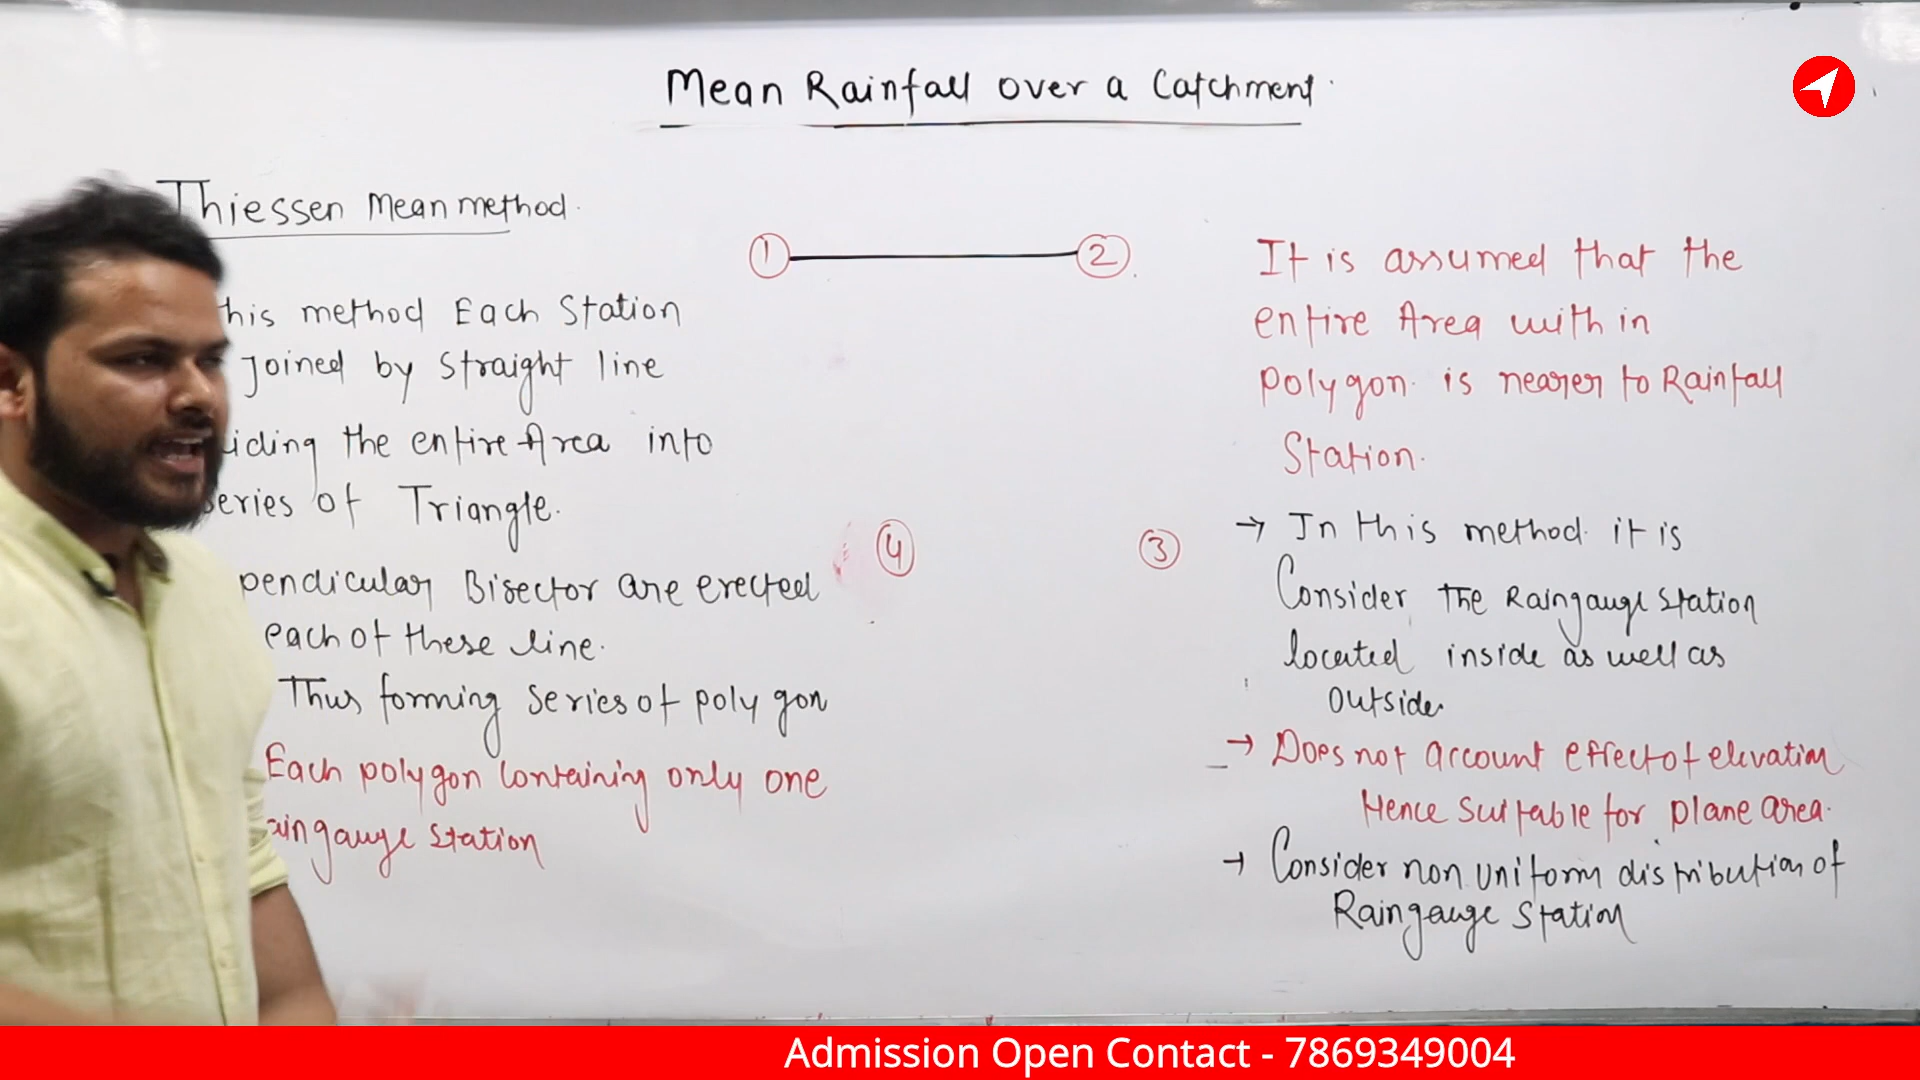 Mean Rainfall over a Catchment.
Thiessen Mean method.
this method Each Station
Joined by straight line
iding the entire Area into
Series of Triangle.
pendicular Bisector are erected
each of these line.
Thus forming series of polygon
Each polygon containing only one
aingauge station
1
2
4
3
It is assumed that the
entire Area with in
polygon is nearer to Rainfall
Station.
→ In this method it is
Consider The Raingauge Station
located inside as well as
outside
→ Does not account effect of elevation
Hence suitable for plane area.
→ Consider non uniform distribution of
Raingauge Station
Admission Open Contact - 7869349004